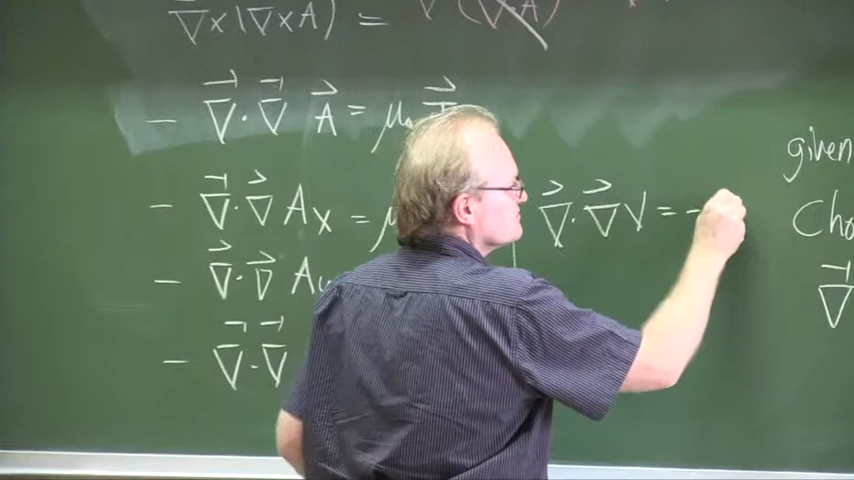 ∇×(∇×A) = ∇(∇·A)
-∇⃗·∇⃗ A⃗ = μ₀
-∇⃗·∇⃗ Aₓ = μ
∇⃗·∇⃗V = -
-∇⃗·∇⃗ A
-∇⃗·∇⃗
given
Cho
∇⃗